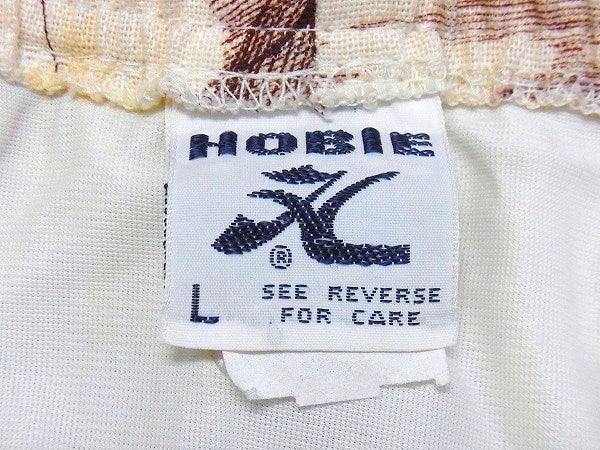 HOBIE
®
L SEE REVERSE
FOR CARE